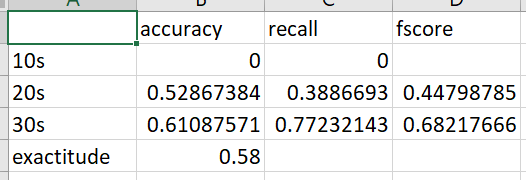 accuracy recall fscore
10s 0 0
20s 0.52867384 0.3886693 0.44798785
30s 0.61087571 0.77232143 0.68217666
exactitude 0.58